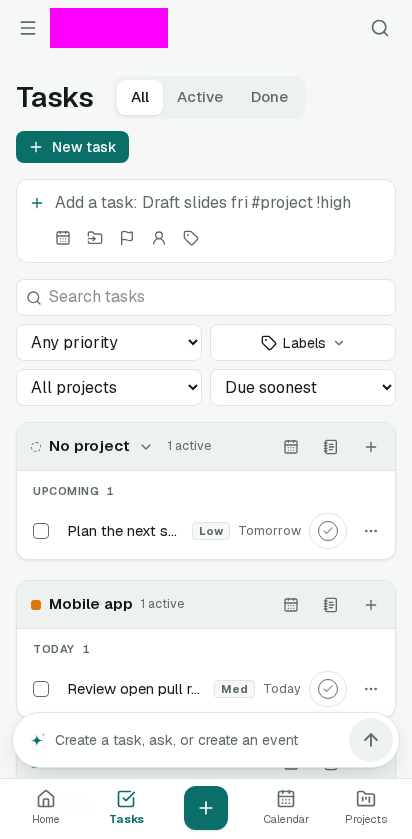 Tasks
All Active Done
New task
Add a task: Draft slides fri #project !high
Search tasks
Any priority
Labels
All projects
Due soonest
No project 1 active
UPCOMING 1
Plan the next s... Low Tomorrow
Mobile app 1 active
TODAY 1
Review open pull r... Med Today
Create a task, ask, or create an event
Home Tasks Calendar Projects